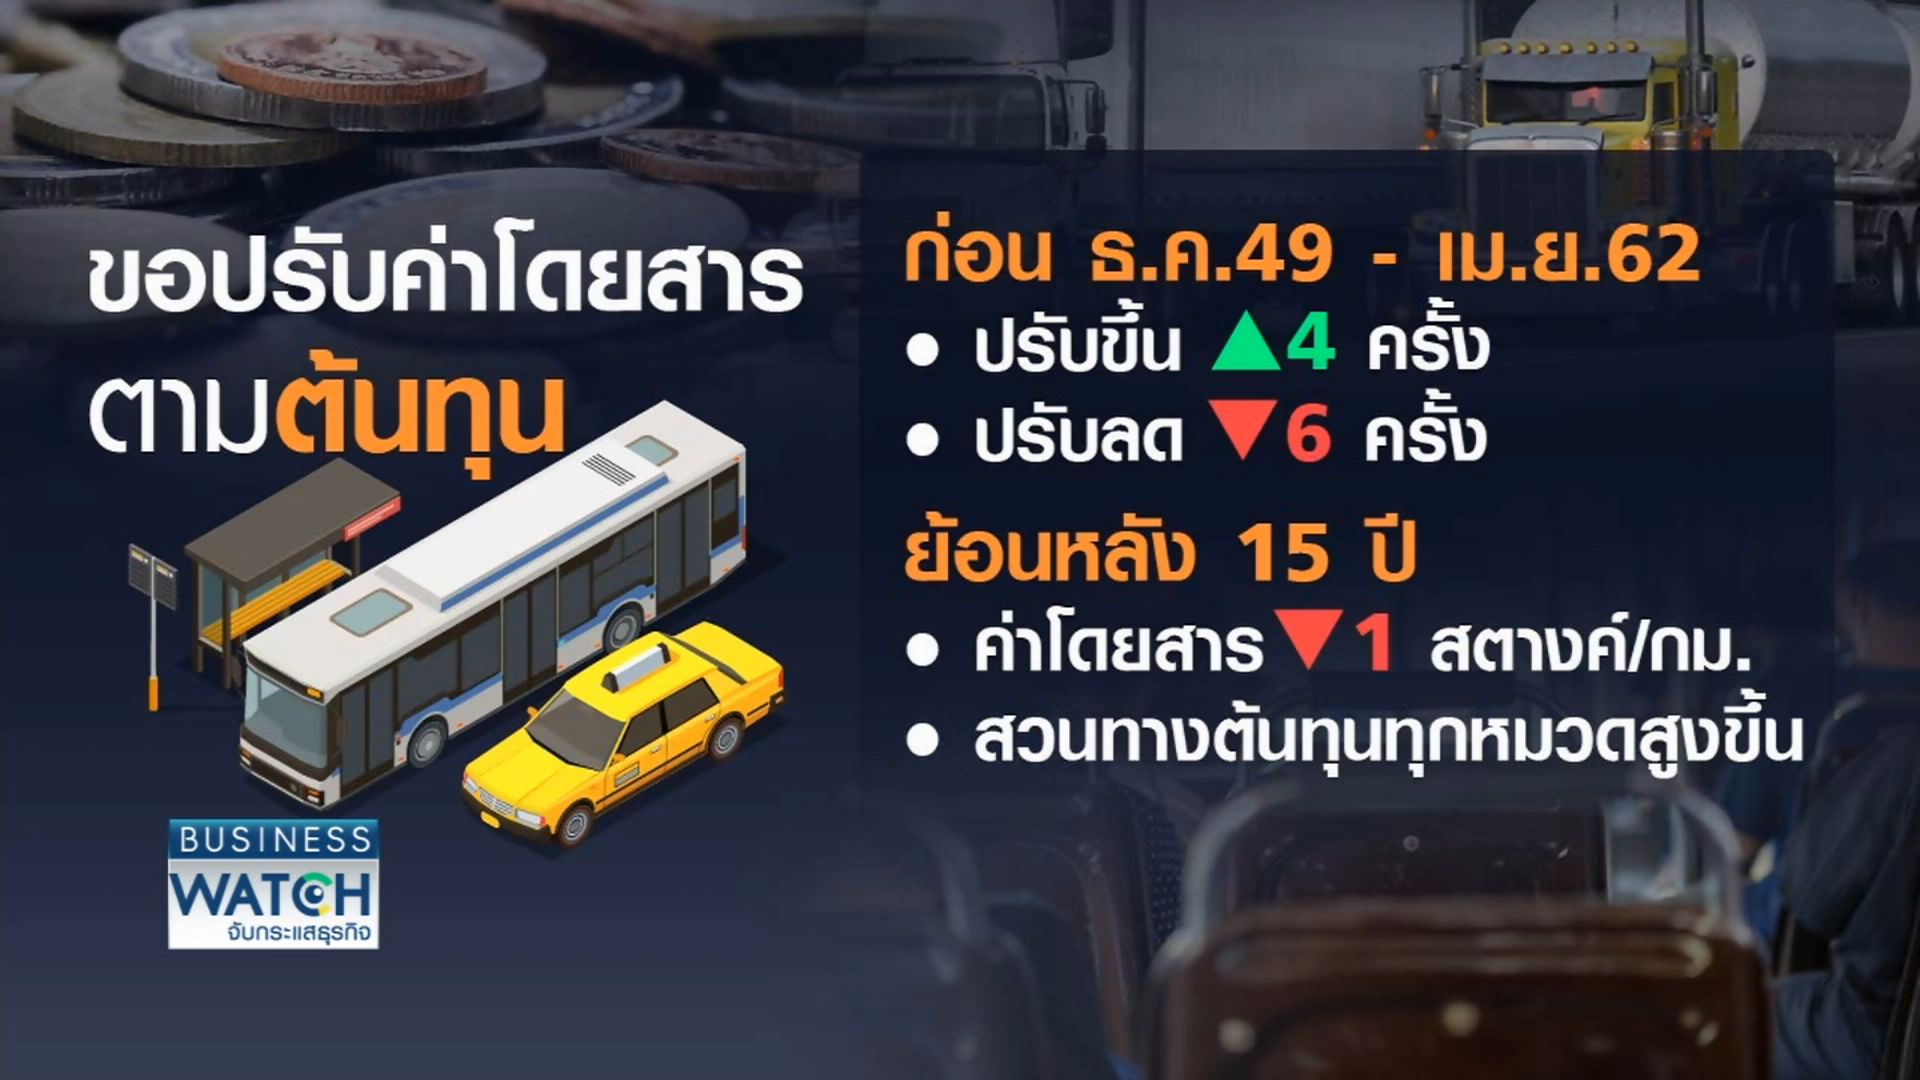 ขอปรับค่าโดยสาร
ตามต้นทุน
ก่อน ธ.ค.49 - เม.ย.62
• ปรับขึ้น ▲4 ครั้ง
• ปรับลด ▼6 ครั้ง
ย้อนหลัง 15 ปี
• ค่าโดยสาร ▼1 สตางค์/กม.
• สวนทางต้นทุนทุกหมวดสูงขึ้น
BUSINESS
WATCH
จับกระแสธุรกิจ